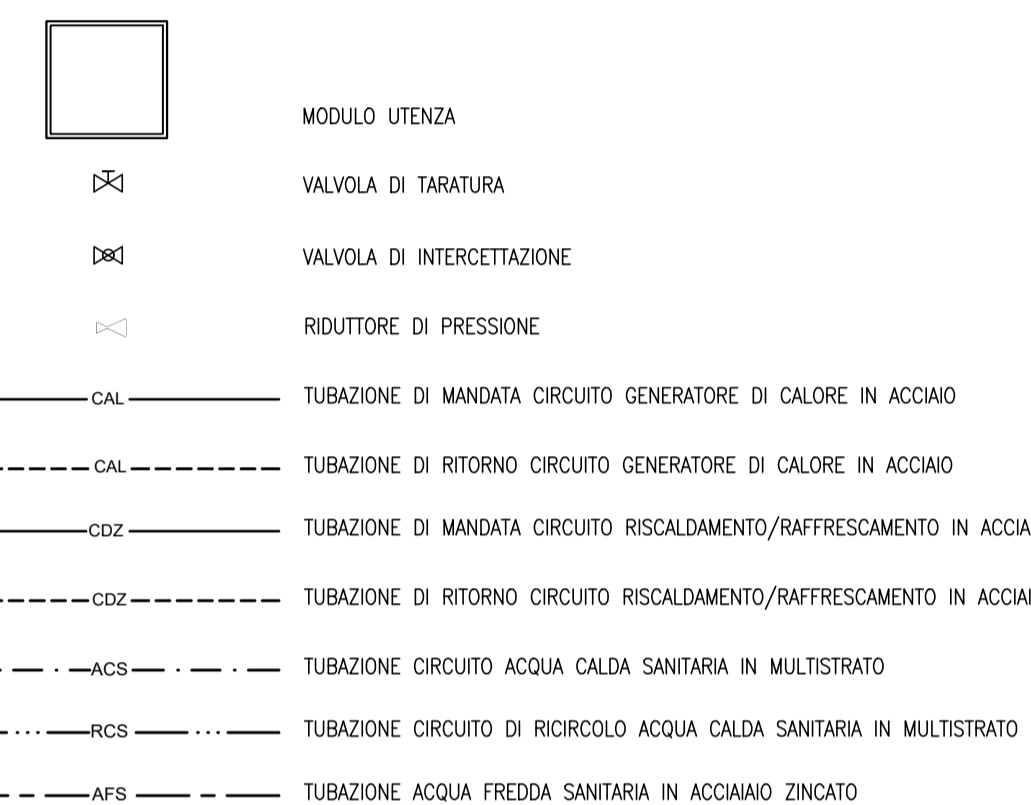 MODULO UTENZA
VALVOLA DI TARATURA
VALVOLA DI INTERCETTAZIONE
RIDUTTORE DI PRESSIONE
CAL TUBAZIONE DI MANDATA CIRCUITO GENERATORE DI CALORE IN ACCIAIO
CAL TUBAZIONE DI RITORNO CIRCUITO GENERATORE DI CALORE IN ACCIAIO
CDZ TUBAZIONE DI MANDATA CIRCUITO RISCALDAMENTO/RAFFRESCAMENTO IN ACCIA
CDZ TUBAZIONE DI RITORNO CIRCUITO RISCALDAMENTO/RAFFRESCAMENTO IN ACCIAI
ACS TUBAZIONE CIRCUITO ACQUA CALDA SANITARIA IN MULTISTRATO
RCS TUBAZIONE CIRCUITO DI RICIRCOLO ACQUA CALDA SANITARIA IN MULTISTRATO
AFS TUBAZIONE ACQUA FREDDA SANITARIA IN ACCIAIAIO ZINCATO